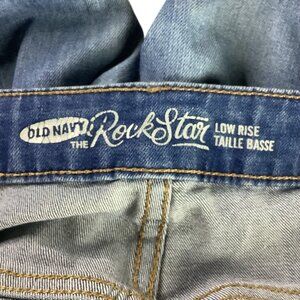 OLD NAVY
THE RockStar
LOW RISE
TAILLE BASSE